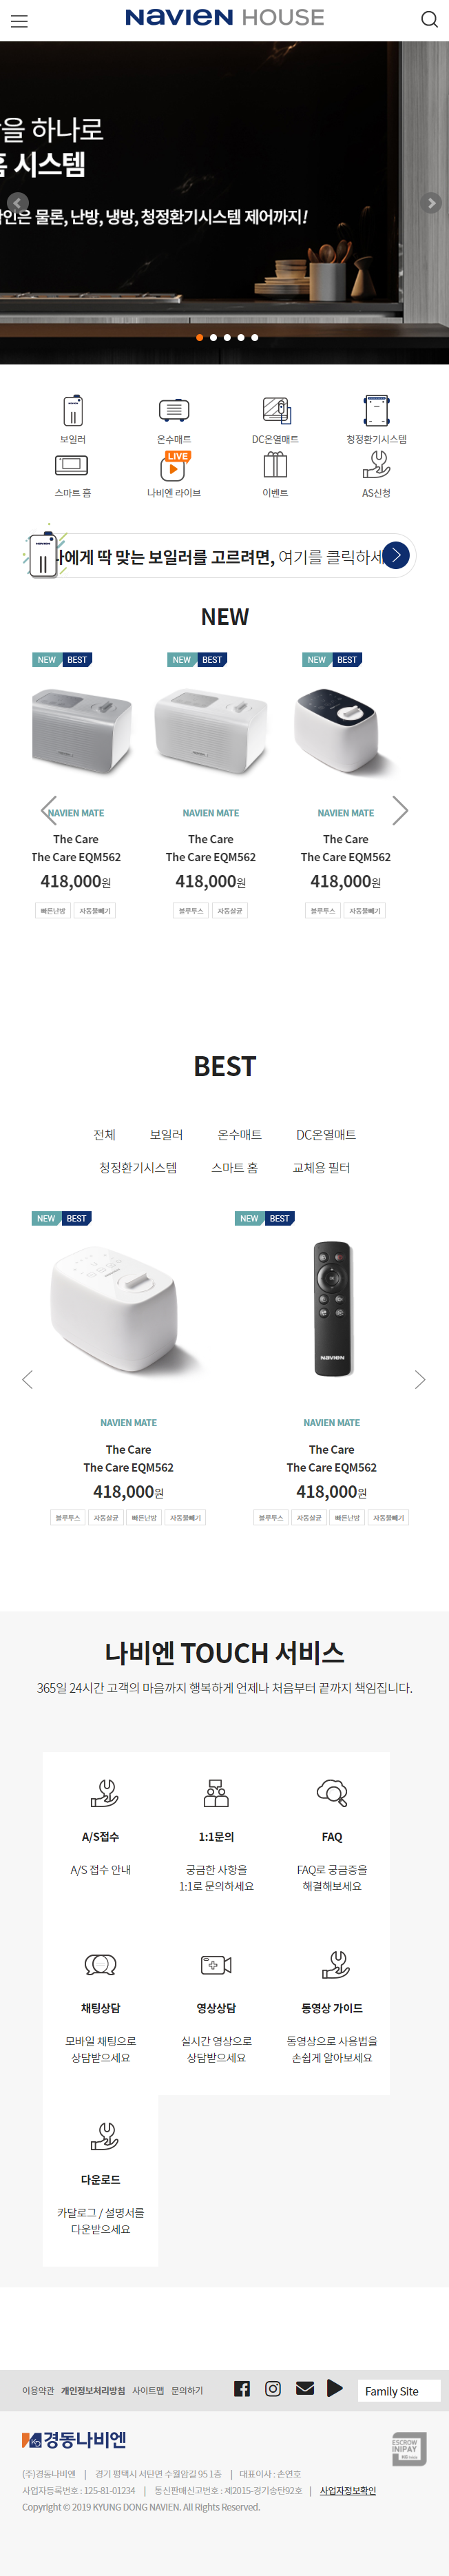 NAVIEN HOUSE
을 하나로
홈 시스템
인은 물론, 난방, 냉방, 청정환기시스템 제어까지!
보일러 온수매트 DC온열매트 청정환기시스템
LIVE
스마트 홈 나비엔 라이브 이벤트 AS신청
나에게 딱 맞는 보일러를 고르려면, 여기를 클릭하세
NEW
NEW BEST NEW BEST NEW BEST
NAVIEN MATE NAVIEN MATE NAVIEN MATE
The Care The Care The Care
The Care EQM562 The Care EQM562 The Care EQM562
418,000원 418,000원 418,000원
빠른난방 자동물빼기 블루투스 자동살균 블루투스 자동물빼기
BEST
전체 보일러 온수매트 DC온열매트
청정환기시스템 스마트 홈 교체용 필터
NEW BEST NEW BEST
NAVIEN
NAVIEN MATE NAVIEN MATE
The Care The Care
The Care EQM562 The Care EQM562
418,000원 418,000원
블루투스 자동살균 빠른난방 자동물빼기 블루투스 자동살균 빠른난방 자동물빼기
나비엔 TOUCH 서비스
365일 24시간 고객의 마음까지 행복하게 언제나 처음부터 끝까지 책임집니다.
A/S접수 1:1문의 FAQ
A/S 접수 안내 궁금한 사항을 FAQ로 궁금증을
1:1로 문의하세요 해결해보세요
채팅상담 영상상담 동영상 가이드
모바일 채팅으로 실시간 영상으로 동영상으로 사용법을
상담받으세요 상담받으세요 손쉽게 알아보세요
다운로드
카달로그 / 설명서를
다운받으세요
이용약관 개인정보처리방침 사이트맵 문의하기 Family Site
KD 경동나비엔
ESCROW
INIPAY
(주)경동나비엔 | 경기 평택시 서탄면 수월암길 95 1층 | 대표이사 : 손연호
사업자등록번호 : 125-81-01234 | 통신판매신고번호 : 제2015-경기송탄92호 | 사업자정보확인
Copyright © 2019 KYUNG DONG NAVIEN. All Rights Reserved.